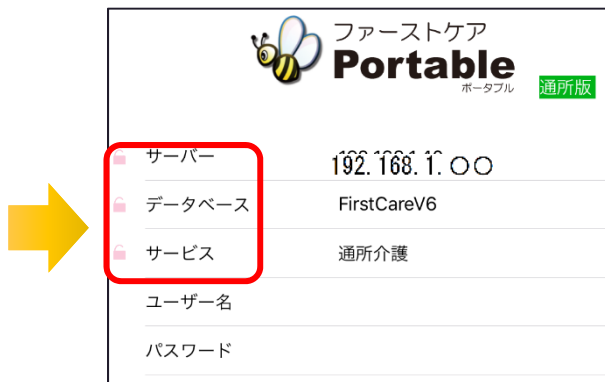 ファーストケア
Portable
ポータブル
通所版
サーバー 192.168.1.〇〇
データベース FirstCareV6
サービス 通所介護
ユーザー名
パスワード